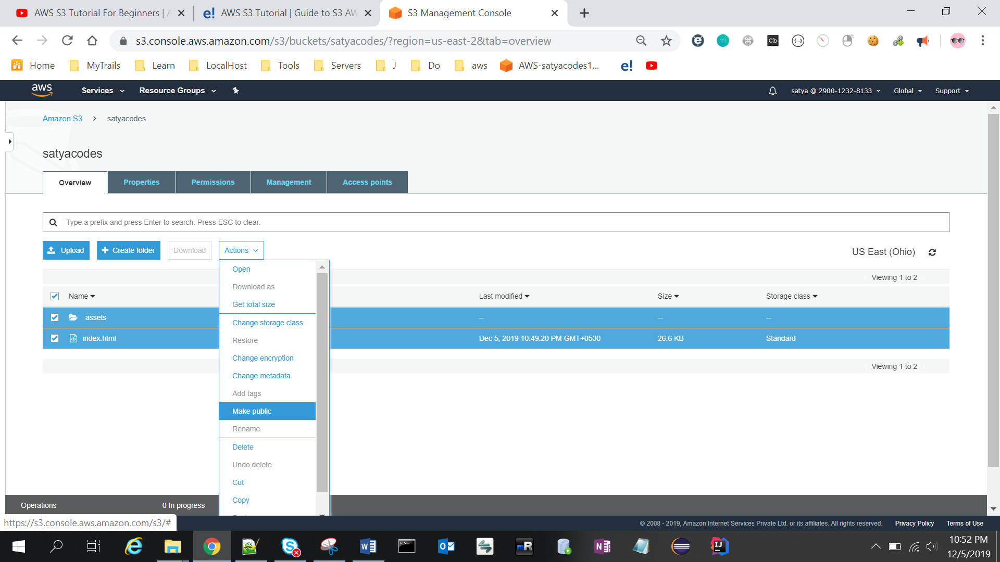 AWS S3 Tutorial For Beginners |
AWS S3 Tutorial | Guide to S3 AW
S3 Management Console
s3.console.aws.amazon.com/s3/buckets/satyacodes/?region=us-east-2&tab=overview
Home MyTrails Learn LocalHost Tools Servers J Do aws AWS-satyacodes1... e!
aws Services Resource Groups satya @ 2900-1232-8133 Global Support
Amazon S3 > satyacodes
satyacodes
Overview Properties Permissions Management Access points
Type a prefix and press Enter to search. Press ESC to clear.
Upload + Create folder Download Actions
US East (Ohio)
Viewing 1 to 2
Name Last modified Size Storage class
assets -- -- --
index.html Dec 5, 2019 10:49:20 PM GMT+0530 26.6 KB Standard
Viewing 1 to 2
Open
Download as
Get total size
Change storage class
Restore
Change encryption
Change metadata
Add tags
Make public
Rename
Delete
Undo delete
Cut
Copy
Operations 0 In progress
https://s3.console.aws.amazon.com/s3/#
© 2008 - 2019, Amazon Internet Services Private Ltd. or its affiliates. All rights reserved. Privacy Policy Terms of Use
10:52 PM
12/5/2019